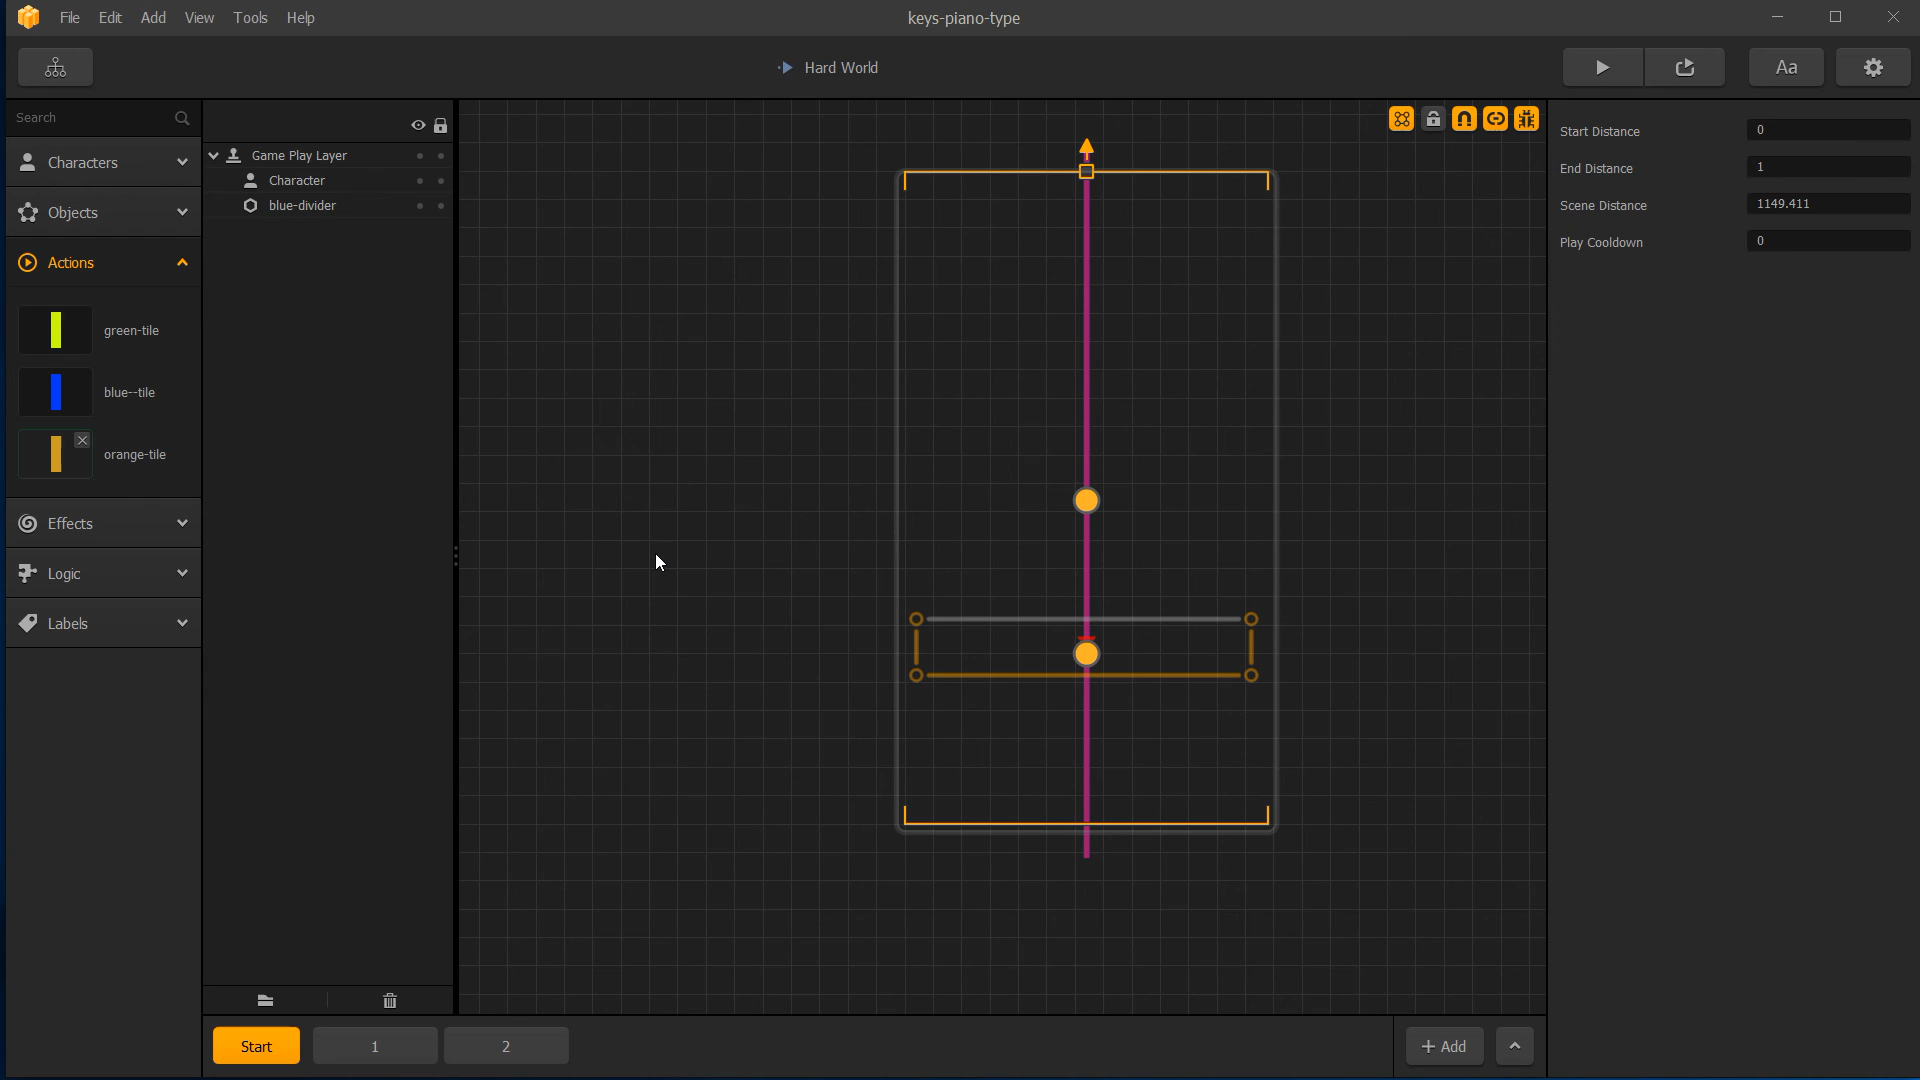 File Edit Add View Tools Help
keys-piano-type
Hard World
Aa
Search
Characters
Objects
Actions
green-tile
blue--tile
orange-tile
Effects
Logic
Labels
Game Play Layer
Character
blue-divider
Start Distance 0
End Distance 1
Scene Distance 1149.411
Play Cooldown 0
Start 1 2
+ Add